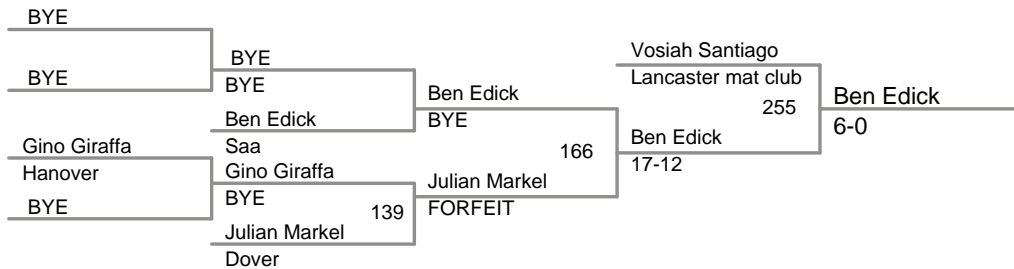 BYE
BYE
BYE
BYE
Ben Edick
Saa
Gino Giraffa
Hanover
BYE
Gino Giraffa
BYE
Julian Markel
Dover
139
Ben Edick
BYE
Julian Markel
FORFEIT
166
Vosiah Santiago
Lancaster mat club
Ben Edick
17-12
255
Ben Edick
6-0